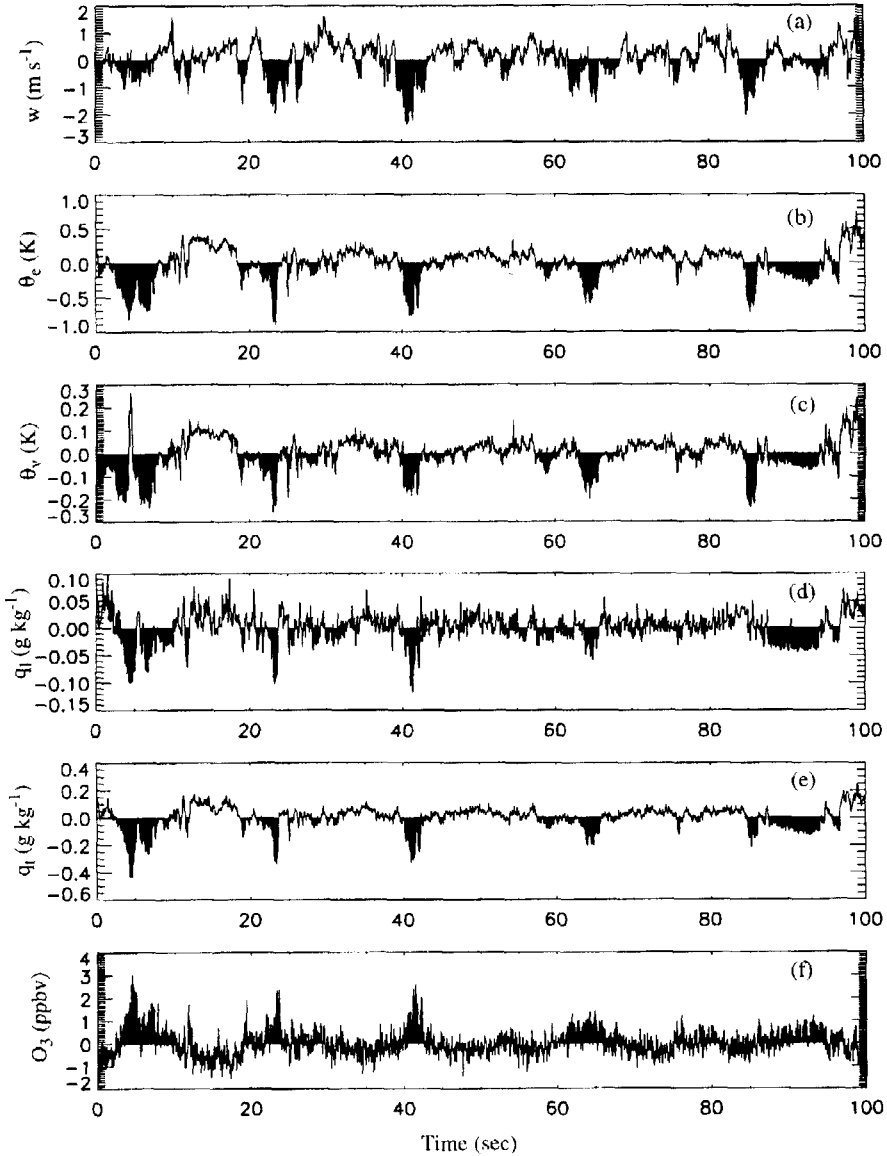 2
1
0
-1
-2
-3
w (m s-1)
(a)
0 20 40 60 80 100
1.0
0.5
0.0
-0.5
-1.0
θe (K)
(b)
0 20 40 60 80 100
0.3
0.2
0.1
0.0
-0.1
-0.2
-0.3
θv (K)
(c)
0 20 40 60 80 100
0.10
0.05
0.00
-0.05
-0.10
-0.15
ql (g kg-1)
(d)
0 20 40 60 80 100
0.4
0.2
0.0
-0.2
-0.4
-0.6
qt (g kg-1)
(e)
0 20 40 60 80 100
4
3
2
1
0
-1
-2
O3 (ppbv)
(f)
0 20 40 60 80 100
Time (sec)